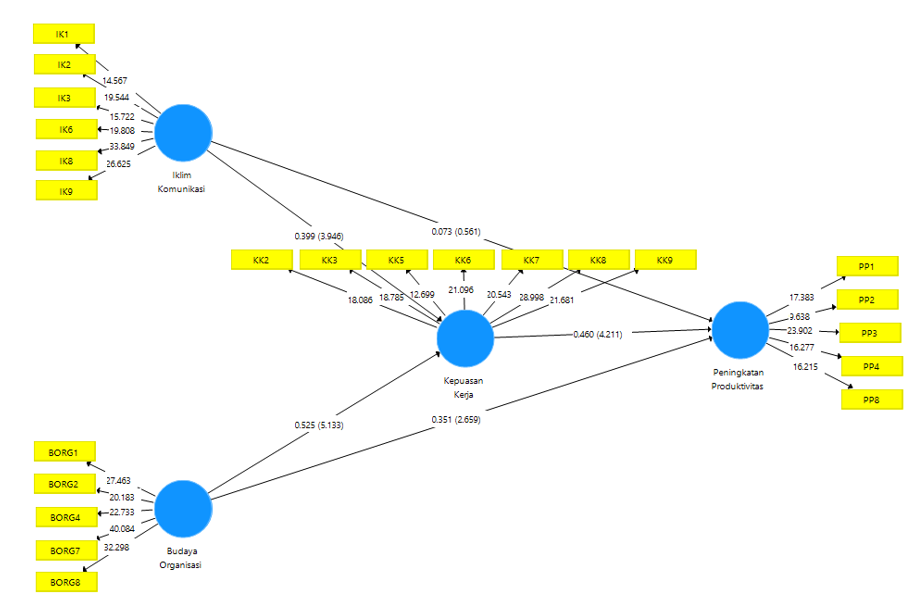 IK1
IK2
IK3
IK6
IK8
IK9
14.567
19.544
15.722
19.808
33.849
26.625
Iklim
Komunikasi
0.399 (3.946)
0.073 (0.561)
KK2
KK3
KK5
KK6
KK7
KK8
KK9
18.086
18.785
12.699
21.096
20.543
28.998
21.681
Kepuasan
Kerja
0.460 (4.211)
0.525 (5.133)
0.351 (2.659)
PP1
PP2
PP3
PP4
PP8
17.383
9.638
23.902
16.277
16.215
Peningkatan
Produktivitas
BORG1
BORG2
BORG4
BORG7
BORG8
27.463
20.183
22.733
40.084
32.298
Budaya
Organisasi